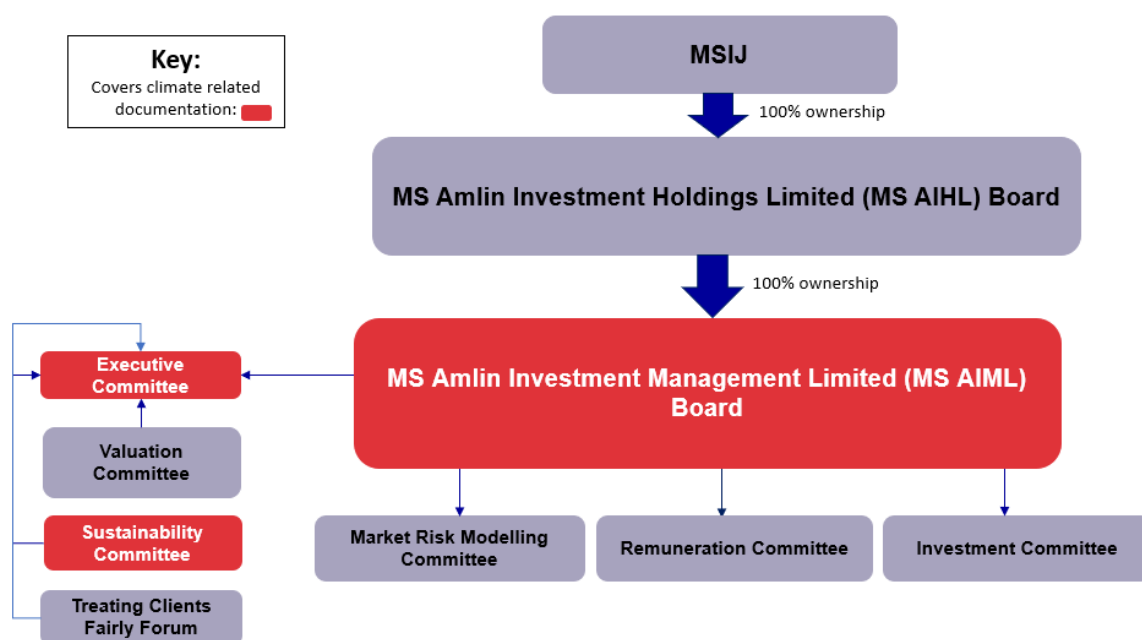 Key:
Covers climate related
documentation:
MSIJ
100% ownership
MS Amlin Investment Holdings Limited (MS AIHL) Board
100% ownership
MS Amlin Investment Management Limited (MS AIML)
Board
Executive
Committee
Valuation
Committee
Sustainability
Committee
Treating Clients
Fairly Forum
Market Risk Modelling
Committee
Remuneration Committee
Investment Committee